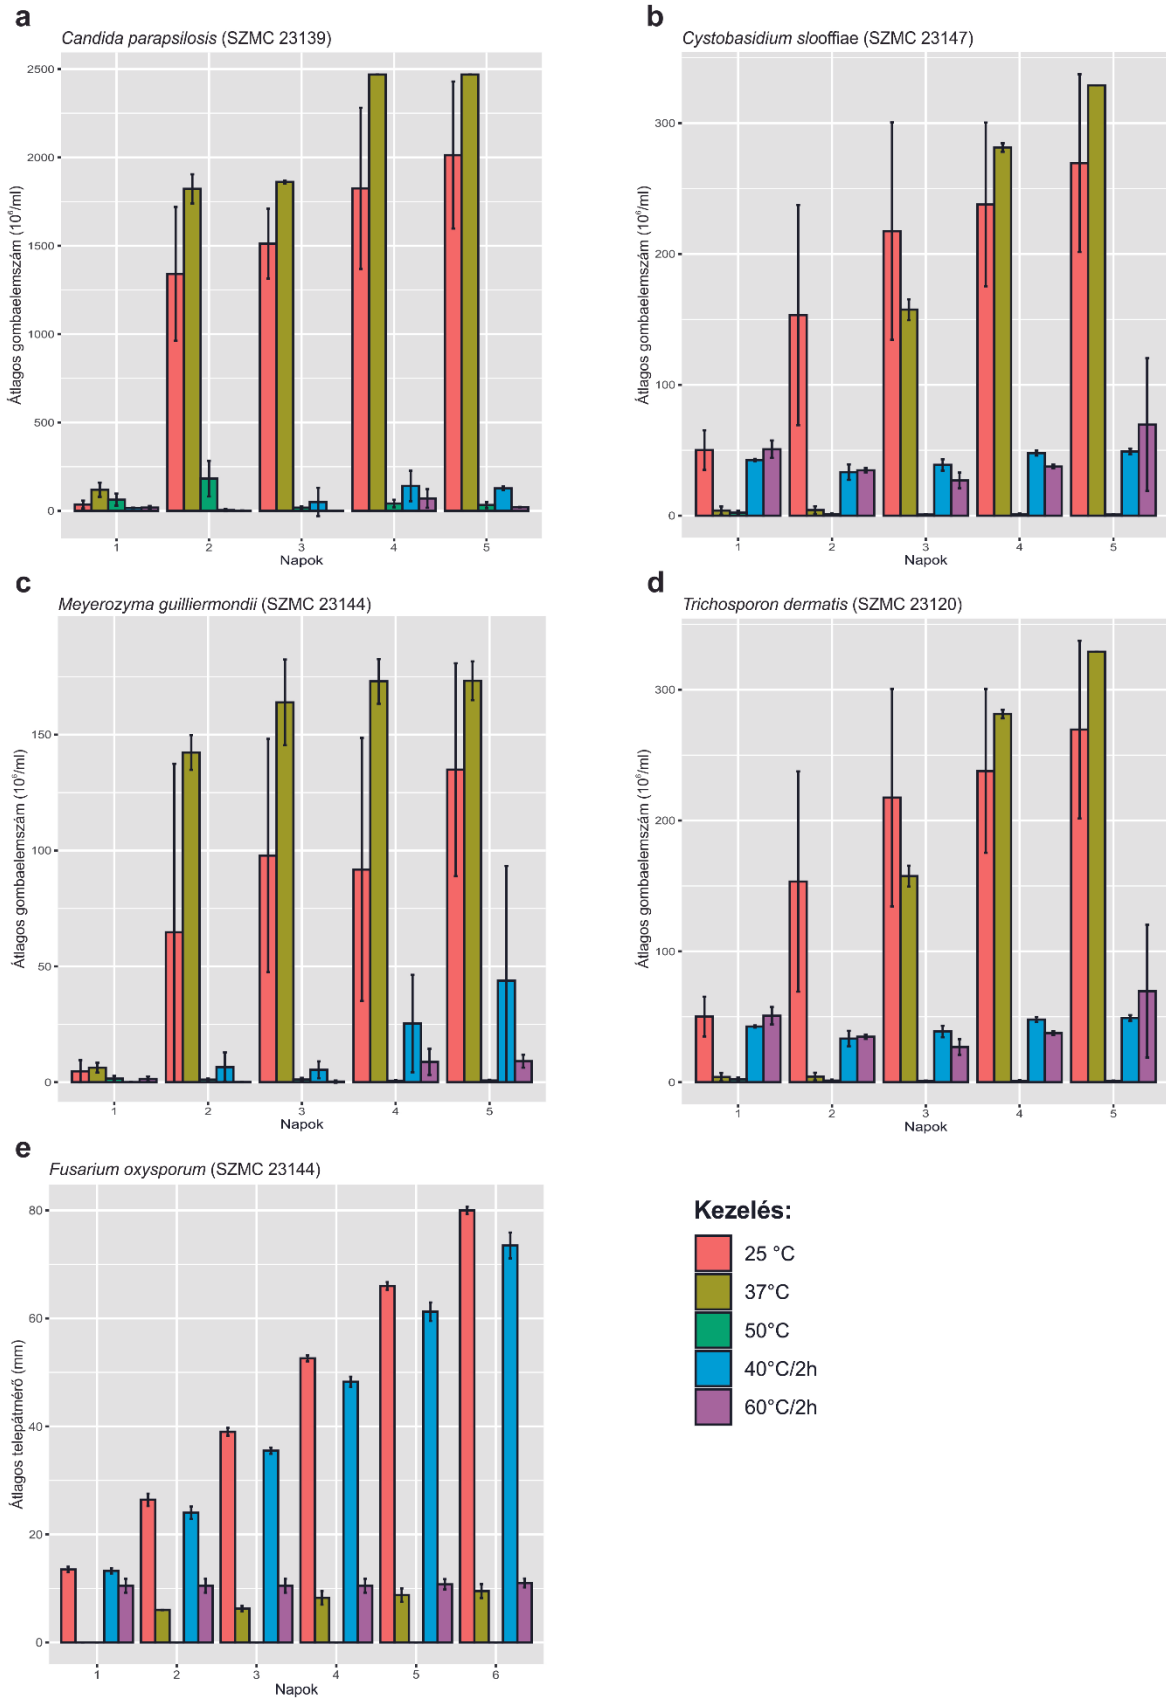 a
Candida parapsilosis (SZMC 23139)
Átlagos gombaelemszám (10⁶/ml)
2500
2000
1500
1000
500
0
1 2 3 4 5
Napok
b
Cystobasidium slooffiae (SZMC 23147)
Átlagos gombaelemszám (10⁶/ml)
300
200
100
0
1 2 3 4 5
Napok
c
Meyerozyma guilliermondii (SZMC 23144)
Átlagos gombaelemszám (10⁶/ml)
150
100
50
0
1 2 3 4 5
Napok
d
Trichosporon dermatis (SZMC 23120)
Átlagos gombaelemszám (10⁶/ml)
300
200
100
0
1 2 3 4 5
Napok
e
Fusarium oxysporum (SZMC 23144)
Átlagos telepátmérő (mm)
80
60
40
20
0
1 2 3 4 5 6
Napok
Kezelés:
25 °C
37°C
50°C
40°C/2h
60°C/2h